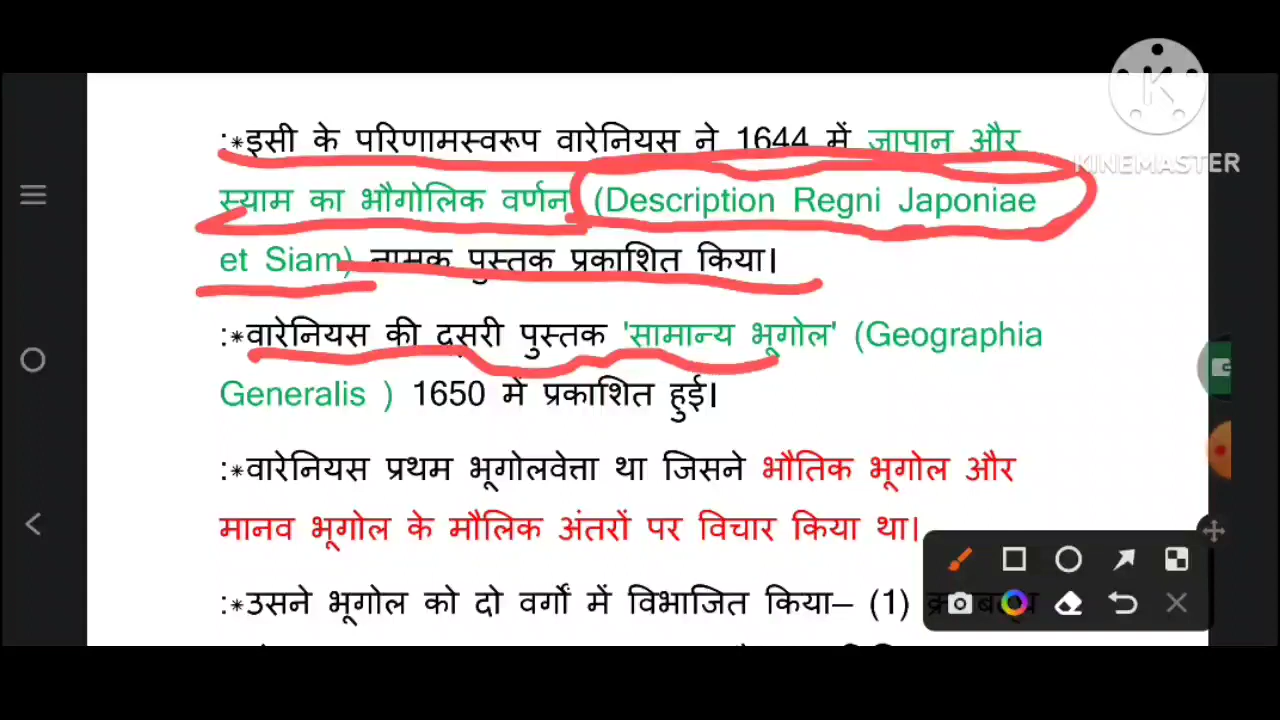 :*इसी के परिणामस्वरूप वारेनियस ने 1644 में जापान और
स्याम का भौगोलिक वर्णन (Description Regni Japoniae
et Siam) नामक पुस्तक प्रकाशित किया।
:*वारेनियस की दूसरी पुस्तक 'सामान्य भूगोल' (Geographia
Generalis ) 1650 में प्रकाशित हुई।
:*वारेनियस प्रथम भूगोलवेत्ता था जिसने भौतिक भूगोल और
मानव भूगोल के मौलिक अंतरों पर विचार किया था।
:*उसने भूगोल को दो वर्गों में विभाजित किया– (1)
KINEMASTER